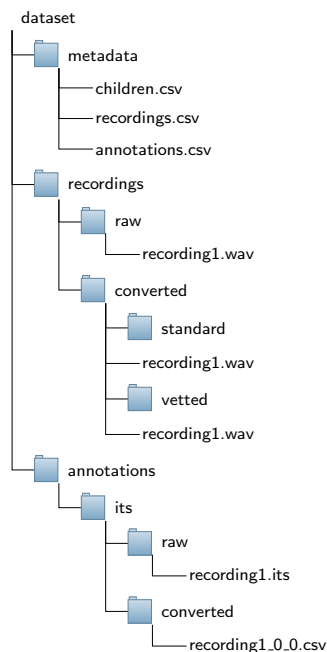 dataset
metadata
children.csv
recordings.csv
annotations.csv
recordings
raw
recording1.wav
converted
standard
recording1.wav
vetted
recording1.wav
annotations
its
raw
recording1.its
converted
recording1_0_0.csv